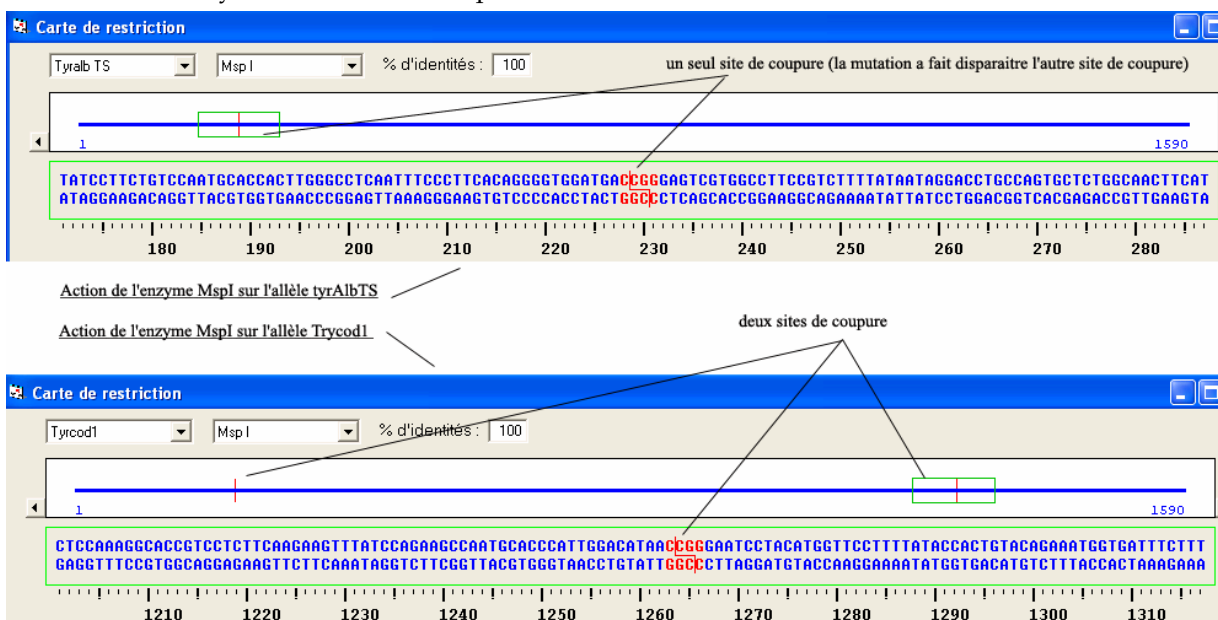 Carte de restriction
Tyralb TS Msp I % d'identités : 100
un seul site de coupure (la mutation a fait disparaitre l'autre site de coupure)
1 1590
TATCCTTCTGTCCAATGCACCACTTGGGCCTCAATTTCCCTTCACAGGGGTGGATGACCGGGAGTCGTGGCCTTCCGTCTTTTATAATAGGACCTGCCAGTGCTCTGGCAACTTCAT
ATAGGAAGACAGGTTACGTGGTGAACCCGGAGTTAAAGGGAAGTGTCCCCACCTACTGGCCCTCAGCACCGGAAGGCAGAAAATATTATCCTGGACGGTCACGAGACCGTTGAAGTA
180 190 200 210 220 230 240 250 260 270 280
Action de l'enzyme MspI sur l'allèle tyrAlbTS
Action de l'enzyme MspI sur l'allèle Trycod1
deux sites de coupure
Carte de restriction
Tyrcod1 Msp I % d'identités : 100
1 1590
CTCCAAAGGCACCGTCCTCTTCAAGAAGTTTATCCAGAAGCCAATGCACCCATTGGACATAACCGGGAATCCTACATGGTTCCTTTTATACCACTGTACAGAAATGGTGATTTCTTT
GAGGTTTCCGTGGCAGGAGAAGTTCTTCAAATAGGTCTTCGGTTACGTGGGTAACCTGTATTGGCCCTTAGGATGTACCAAGGAAAATATGGTGACATGTCTTTACCACTAAAGAAA
1210 1220 1230 1240 1250 1260 1270 1280 1290 1300 1310